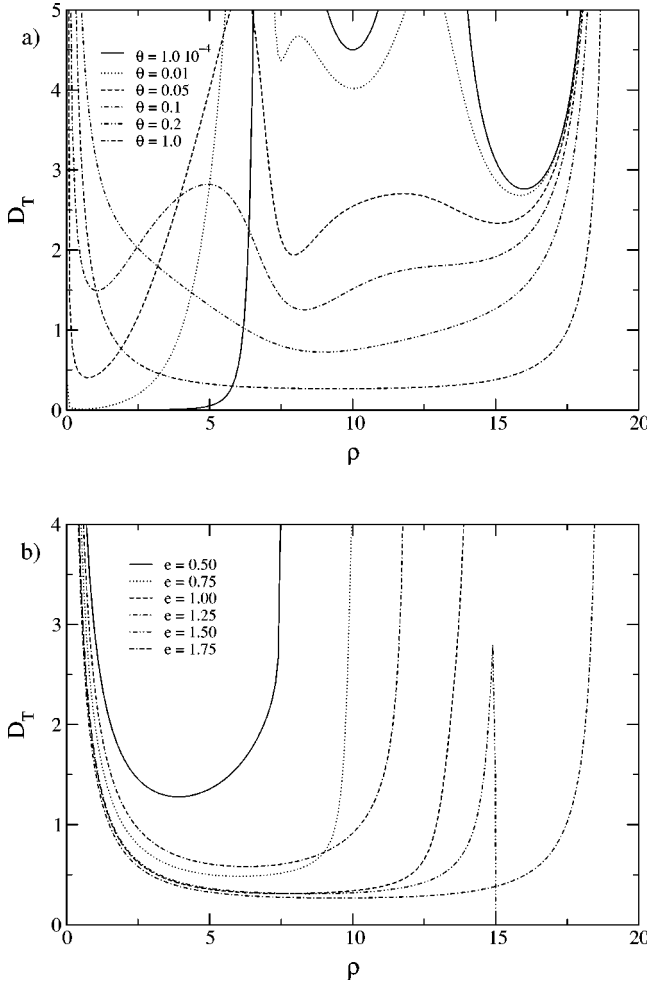 a)
5
4
3
2
1
0
D_T
θ = 1.0 10⁻⁴
θ = 0.01
θ = 0.05
θ = 0.1
θ = 0.2
θ = 1.0
0 5 10 15 20
ρ
b)
4
3
2
1
0
D_T
e = 0.50
e = 0.75
e = 1.00
e = 1.25
e = 1.50
e = 1.75
0 5 10 15 20
ρ